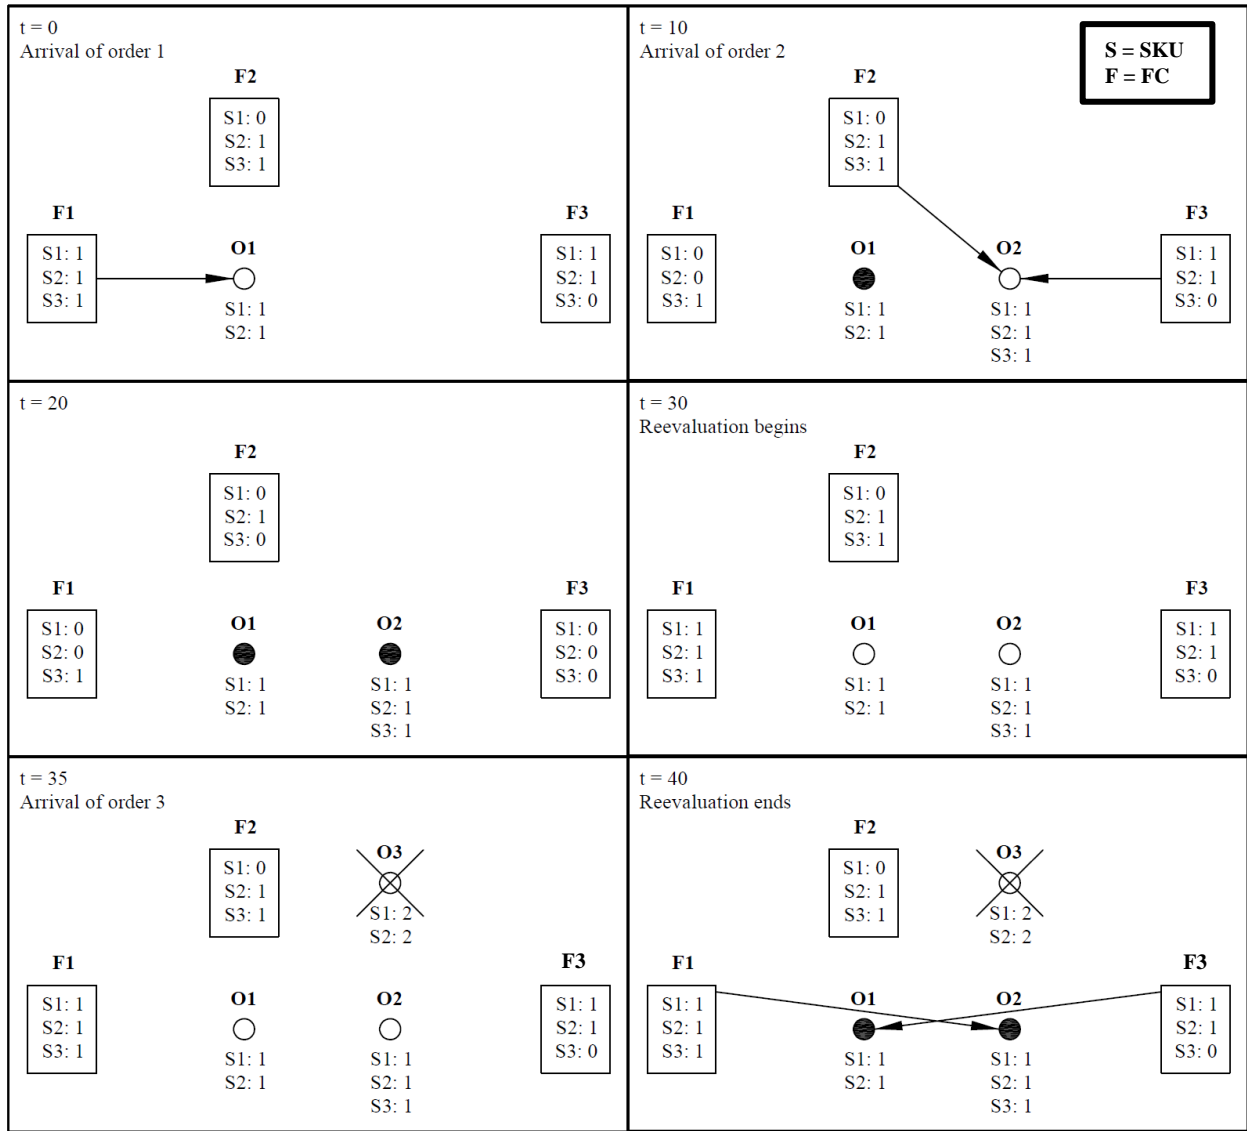 t = 0
Arrival of order 1
F2
S1: 0
S2: 1
S3: 1
F1
S1: 1
S2: 1
S3: 1
O1
S1: 1
S2: 1
F3
S1: 1
S2: 1
S3: 0
t = 10
Arrival of order 2
S = SKU
F = FC
F2
S1: 0
S2: 1
S3: 1
F1
S1: 0
S2: 0
S3: 1
O1
S1: 1
S2: 1
O2
S1: 1
S2: 1
S3: 1
F3
S1: 1
S2: 1
S3: 0
t = 20
F2
S1: 0
S2: 1
S3: 0
F1
S1: 0
S2: 0
S3: 1
O1
S1: 1
S2: 1
O2
S1: 1
S2: 1
S3: 1
F3
S1: 0
S2: 0
S3: 0
t = 30
Reevaluation begins
F2
S1: 0
S2: 1
S3: 1
F1
S1: 1
S2: 1
S3: 1
O1
S1: 1
S2: 1
O2
S1: 1
S2: 1
S3: 1
F3
S1: 1
S2: 1
S3: 0
t = 35
Arrival of order 3
F2
S1: 0
S2: 1
S3: 1
O3
S1: 2
S2: 2
F1
S1: 1
S2: 1
S3: 1
O1
S1: 1
S2: 1
O2
S1: 1
S2: 1
S3: 1
F3
S1: 1
S2: 1
S3: 0
t = 40
Reevaluation ends
F2
S1: 0
S2: 1
S3: 1
O3
S1: 2
S2: 2
F1
S1: 1
S2: 1
S3: 1
O1
S1: 1
S2: 1
O2
S1: 1
S2: 1
S3: 1
F3
S1: 1
S2: 1
S3: 0